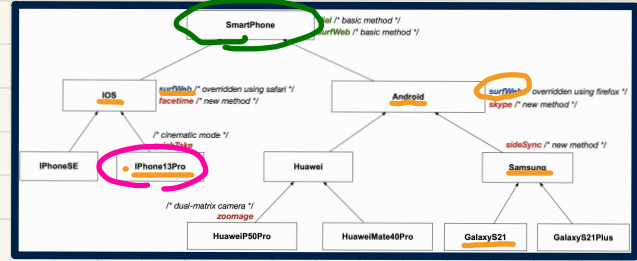 SmartPhone
dial /* basic method */
surfWeb /* basic method */
IOS
surfWeb /* overridden using safari */
facetime /* new method */
Android
surfWeb overridden using firefox
skype /* new method */
/* cinematic mode */
IPhoneSE
IPhone13Pro
Huawei
sideSync /* new method */
Samsung
/* dual-matrix camera */
zoomage
HuaweiP50Pro
HuaweiMate40Pro
GalaxyS21
GalaxyS21Plus